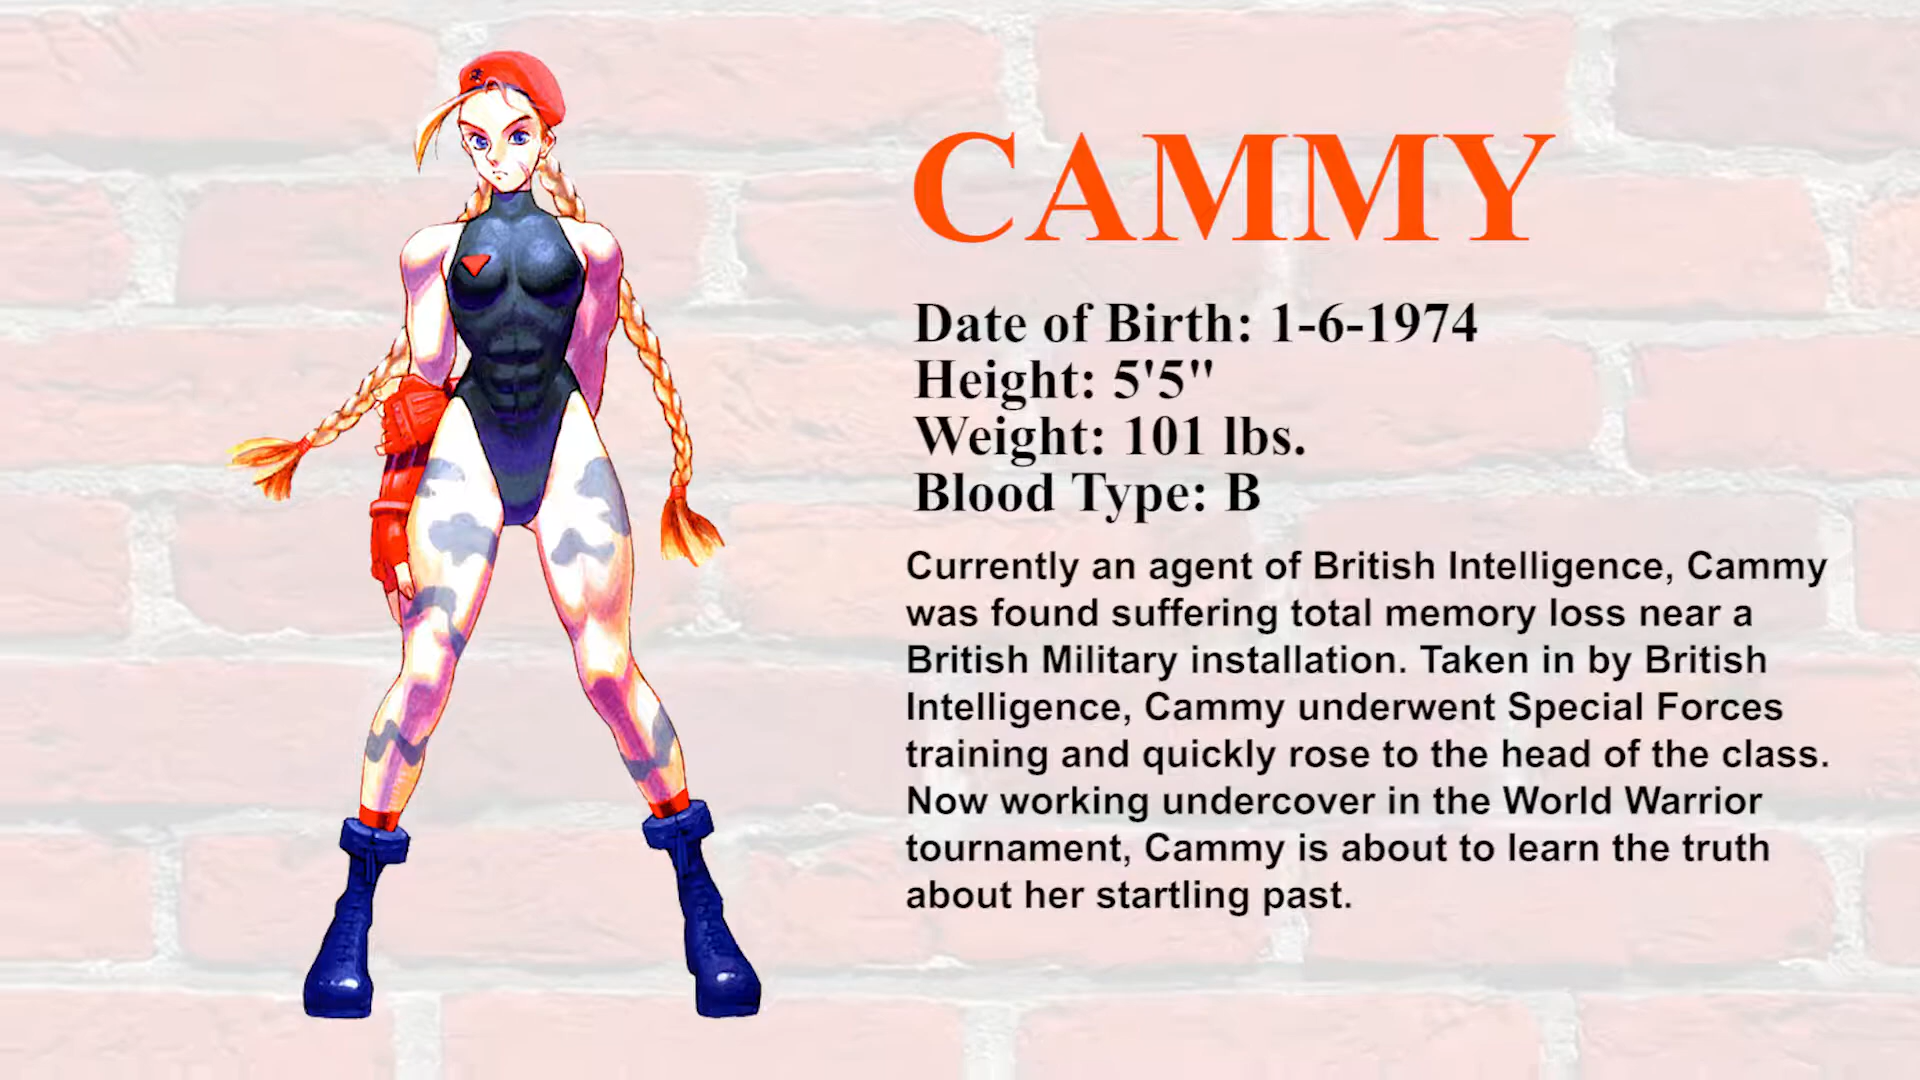 CAMMY
Date of Birth: 1-6-1974
Height: 5'5"
Weight: 101 lbs.
Blood Type: B
Currently an agent of British Intelligence, Cammy
was found suffering total memory loss near a
British Military installation. Taken in by British
Intelligence, Cammy underwent Special Forces
training and quickly rose to the head of the class.
Now working undercover in the World Warrior
tournament, Cammy is about to learn the truth
about her startling past.